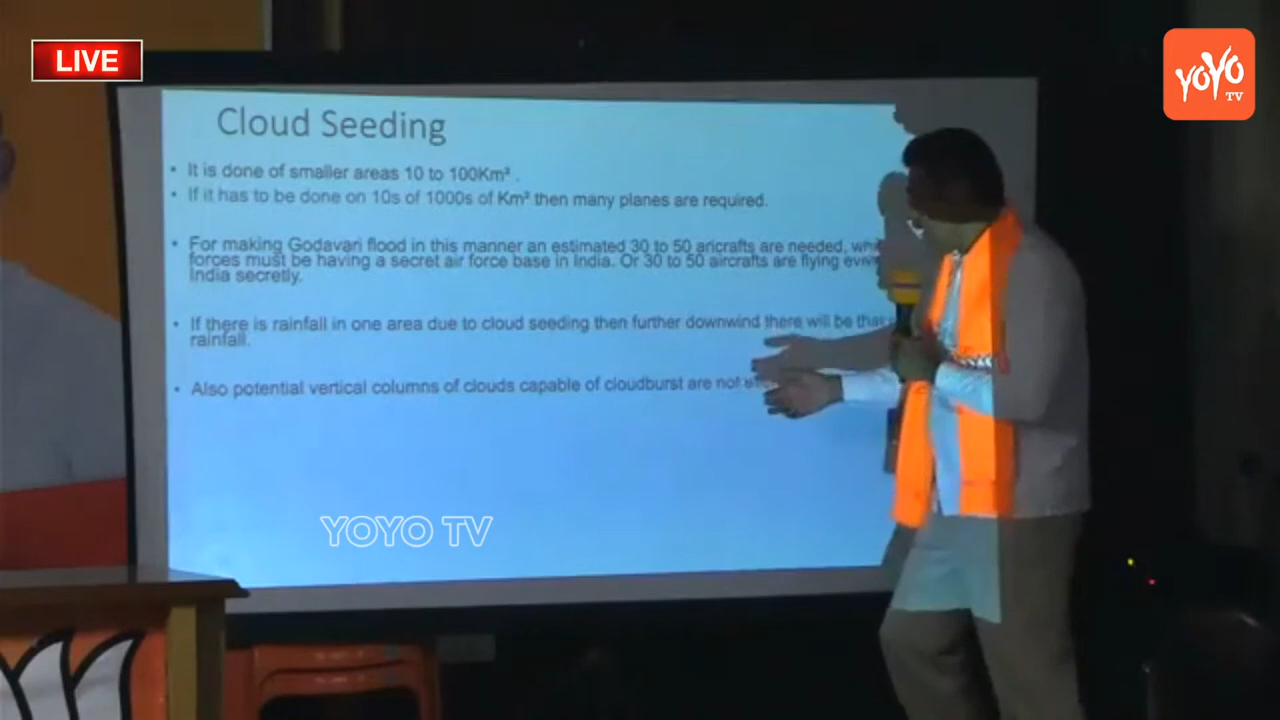 LIVE
YOYO
TV
Cloud Seeding
• It is done of smaller areas 10 to 100Km² .
• If it has to be done on 10s of 1000s of Km² then many planes are required.
• For making Godavari flood in this manner an estimated 30 to 50 aricrafts are needed,
forces must be having a secret air force base in India. Or 30 to 50 aircrafts are flying
India secretly.
• If there is rainfall in one area due to cloud seeding then further downwind there will be
rainfall.
• Also potential vertical columns of clouds capable of cloudburst are not
YOYO TV